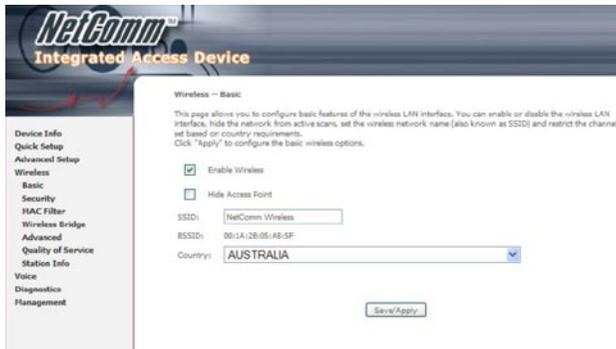 NetComm™
Integrated Access Device
Wireless -- Basic
This page allows you to configure basic features of the wireless LAN interface. You can enable or disable the wireless LAN
interface, hide the network from active scans, set the wireless network name (also known as SSID) and restrict the channel
set based on country requirements.
Click "Apply" to configure the basic wireless options.
Device Info
Quick Setup
Advanced Setup
Wireless
Basic
Security
MAC Filter
Wireless Bridge
Advanced
Quality of Service
Station Info
Voice
Diagnostics
Management
Enable Wireless
Hide Access Point
SSID: NetComm Wireless
BSSID: 00:1A:2B:05:A8:5F
Country: AUSTRALIA
Save/Apply